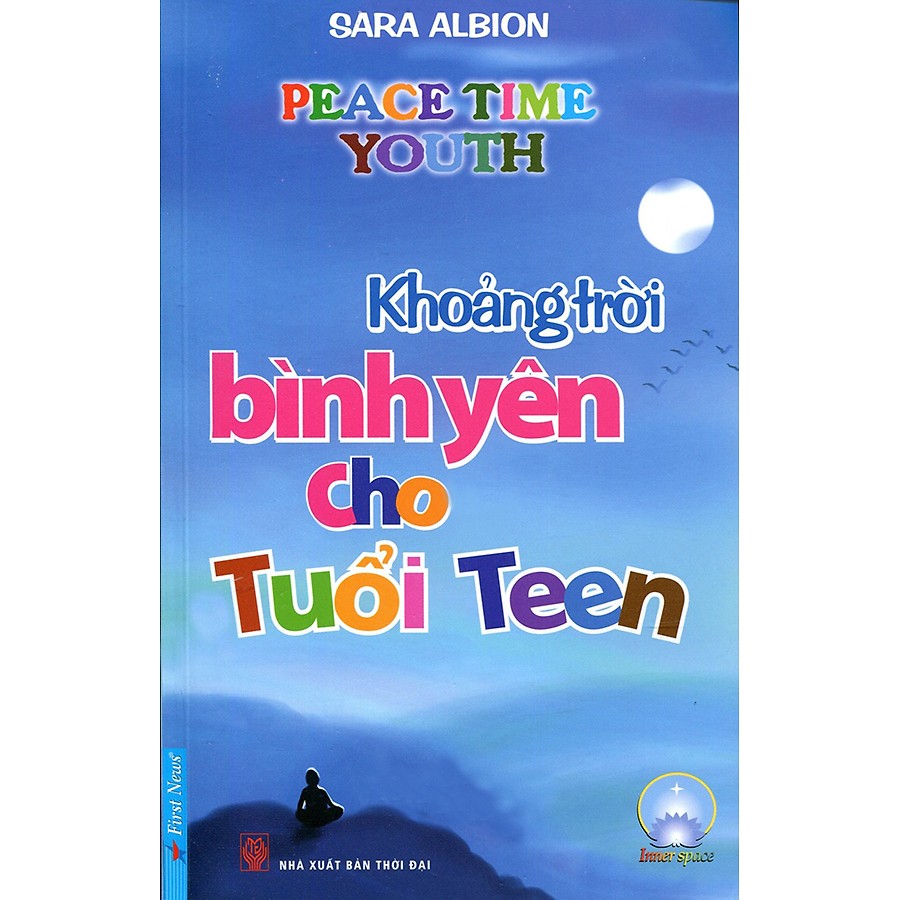 SARA ALBION
PEACE TIME
YOUTH
Khoảng trời
bình yên
cho
Tuổi Teen
First News®
NHÀ XUẤT BẢN THỜI ĐẠI
Inner space